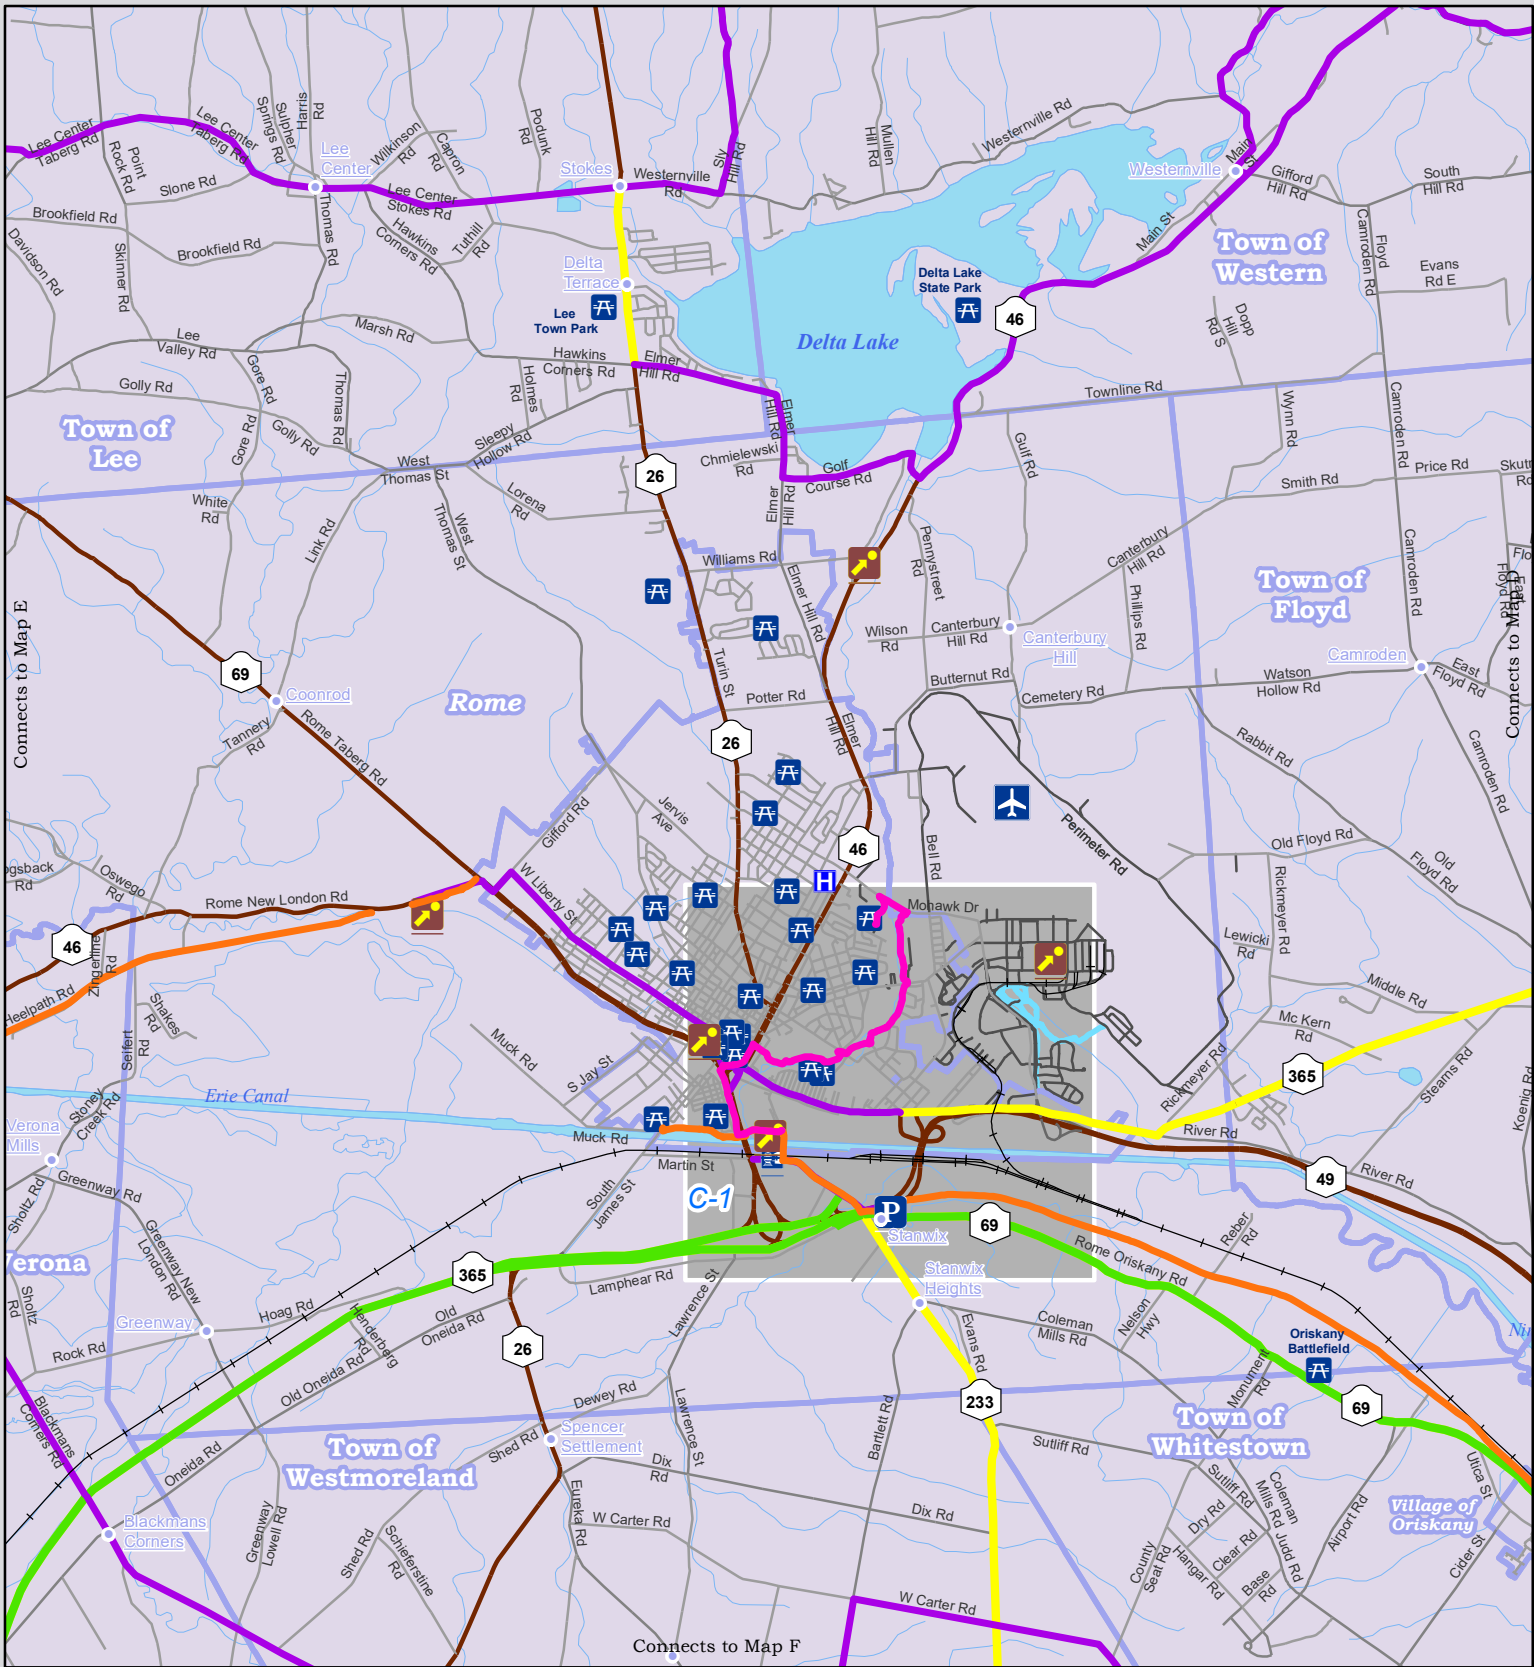 Lee Center
Taberg Rd
Lee Center
Taberg Rd
Sulpher
Springs Rd
Harris
Rd
Point
Rock Rd
Slone Rd
Lee
Center
Wilkinson
Rd
Capron
Rd
Podunk
Rd
Stokes
Westernville
Rd
Sly
Hill Rd
Mullen
Hill Rd
Westernville Rd
Westernville
Main
St
Gifford
Hill Rd
South
Hill Rd
Brookfield Rd
Brookfield Rd
Davidson Rd
Skinner Rd
Thomas Rd
Lee Center
Stokes Rd
Hawkins
Corners Rd
Tuthill
Rd
Main St
Town of
Western
Floyd
Camroden Rd
Evans
Rd E
Delta
Terrace
Lee
Town Park
Delta Lake
State Park
46
Dopp
Hill
Rd S
Delta Lake
Lee
Valley Rd
Marsh Rd
Hawkins
Corners Rd
Elmer
Hill Rd
Golly Rd
Gore Rd
Thomas Rd
Holmes
Rd
Elmer
Hill Rd
Townline Rd
Wynn Rd
Camroden Rd
Town of
Lee
Gore Rd
Golly Rd
Sleepy
Hollow Rd
West
Thomas St
26
Chmielewski
Rd
Golf
Course Rd
Gulf Rd
Smith Rd
Price Rd
Skutt
Rd
White
Rd
Link Rd
Lorena
Rd
West
Thomas St
Elmer
Hill Rd
Williams Rd
Elmer Hill Rd
Pennystreet
Rd
Canterbury
Hill Rd
Phillips Rd
Camroden Rd
Flo
East
Floyd Rd
Town of
Floyd
Connects to Map E
Connects to Map D
Wilson
Rd
Canterbury
Hill Rd
Canterbury
Hill
Camroden
East
Floyd Rd
69
Coonrod
Rome
Turin St
Potter Rd
Butternut Rd
Cemetery Rd
Watson
Hollow Rd
Tannery
Rd
Rome Taberg Rd
26
Elmer
Hill Rd
Rabbit Rd
Camroden Rd
Gifford Rd
Jervis
Ave
46
Bell Rd
Perimeter Rd
Old Floyd Rd
Old
Floyd Rd
ogsback
Rd
Oswego
Rd
Rome New London Rd
W Liberty St
H
Mohawk Dr
Rickmeyer Rd
Lewicki
Rd
46
Zingerline
Rd
Heelpath Rd
Shakes
Rd
Seifert
Rd
Middle Rd
Mc Kern
Rd
365
Stearns Rd
Koenig Rd
Muck Rd
S Jay St
Rickmeyer Rd
Erie Canal
Stoney
Creek Rd
Verona
Mills
Muck Rd
Martin St
River Rd
River Rd
49
Greenway Rd
Sholtz Rd
South
James St
C-1
P
Stanwix
69
Reber
Rd
Rome Oriskany Rd
erona
Greenway New
London Rd
365
Lamphear Rd
Lawrence St
Stanwix
Heights
Nelson
Hwy
Coleman
Mills Rd
Sholtz
Rd
Hoag Rd
Greenway
Henderberg
Rd
Old
Oneida Rd
26
Evans Rd
Oriskany
Battlefield
Rock Rd
Old Oneida Rd
Monument
Rd
Blackmans
Corners Rd
Dewey Rd
Lawrence St
Bartlett Rd
233
69
Town of
Whitestown
Town of
Westmoreland
Oneida Rd
Shed Rd
Spencer
Settlement
Dix
Rd
Sutliff Rd
Sutliff Rd
Coleman
Mills Rd
Utica St
Blackmans
Corners
Greenway
Lowell Rd
Shed Rd
Schieferstine
Rd
Eureka Rd
W Carter Rd
Dix Rd
Dry Rd
Clear Rd
Judd Rd
Airport Rd
Village of
Oriskany
County
Seat Rd
Hangar Rd
Base
Rd
Cider St
W Carter Rd
Connects to Map F